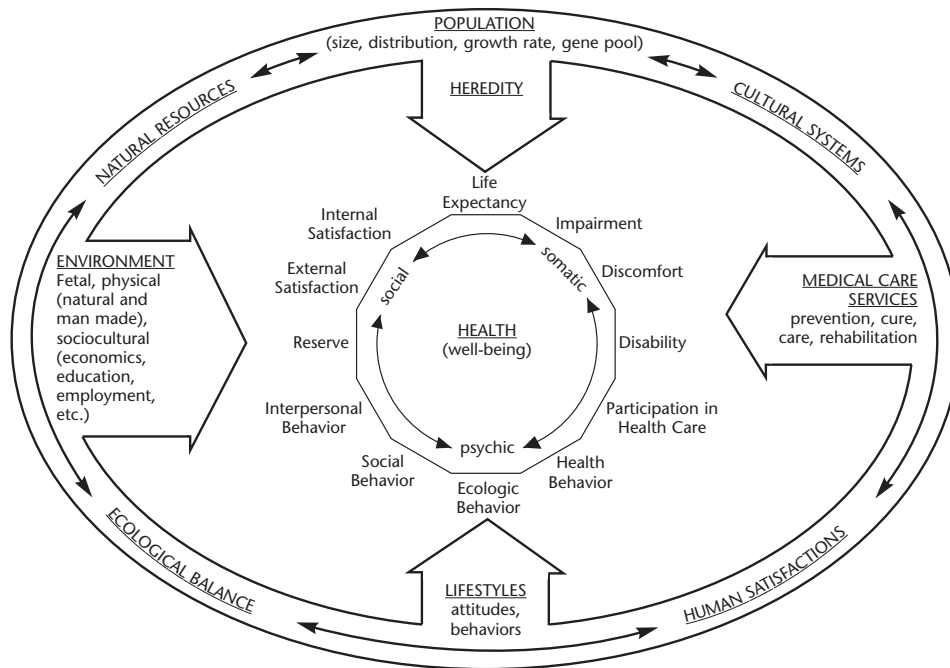 POPULATION
(size, distribution, growth rate, gene pool)
HEREDITY
NATURAL RESOURCES
CULTURAL SYSTEMS
Life
Expectancy
Internal
Satisfaction
Impairment
External
Satisfaction
Discomfort
social
somatic
ENVIRONMENT
Fetal, physical
(natural and
man made),
sociocultural
(economics,
education,
employment,
etc.)
MEDICAL CARE
SERVICES
prevention, cure,
care, rehabilitation
Reserve
HEALTH
(well-being)
Disability
Interpersonal
Behavior
Participation in
Health Care
psychic
Social
Behavior
Health
Behavior
Ecologic
Behavior
ECOLOGICAL BALANCE
HUMAN SATISFACTIONS
LIFESTYLES
attitudes,
behaviors